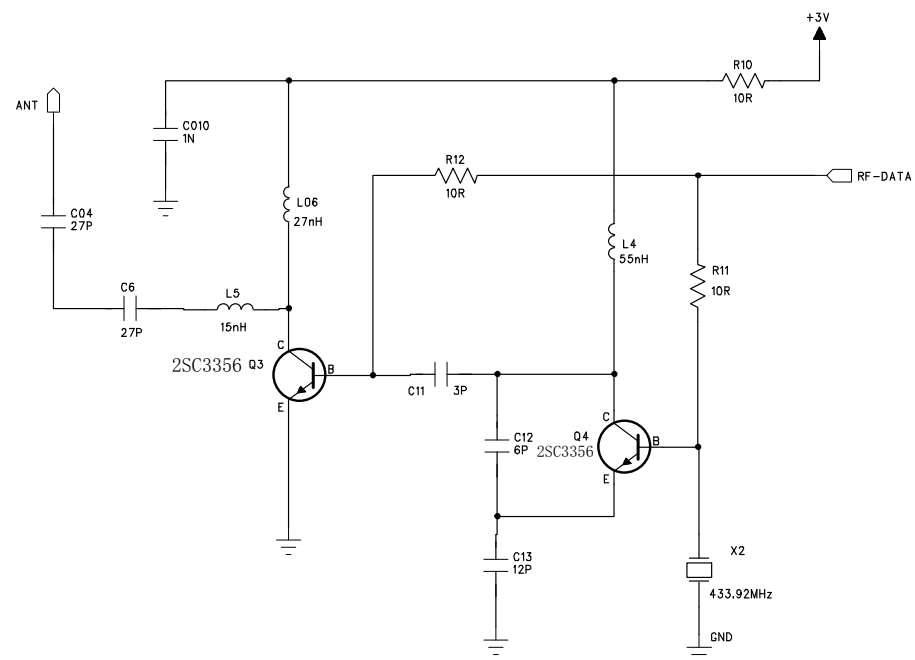 +3V
R10
10R
ANT
C010
1N
R12
10R
RF-DATA
L06
27nH
C04
27P
L4
55nH
R11
10R
C6
27P
L5
15nH
C
2SC3356 Q3
B
E
C11
3P
C12
6P
C
Q4
2SC3356
B
E
C13
12P
X2
433.92MHz
GND